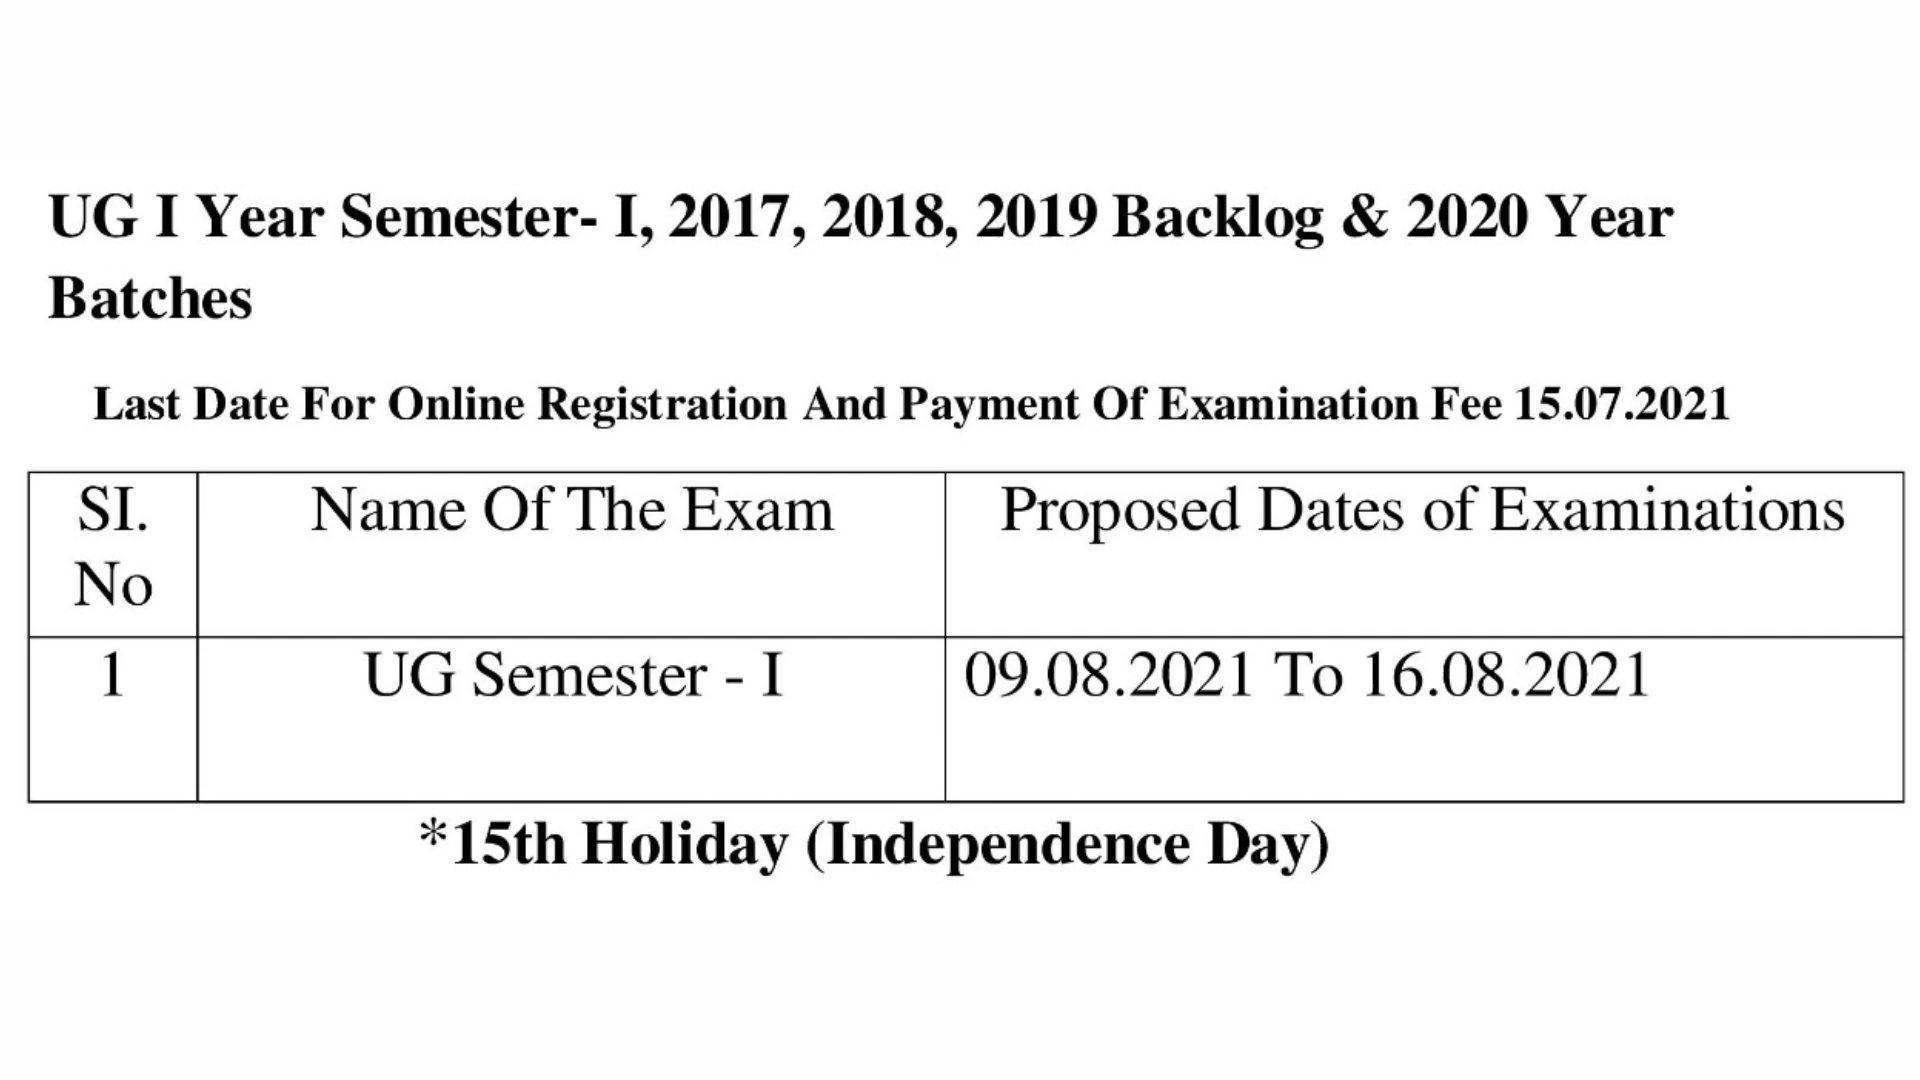 UG I Year Semester- I, 2017, 2018, 2019 Backlog & 2020 Year
Batches
Last Date For Online Registration And Payment Of Examination Fee 15.07.2021
SI. No
Name Of The Exam
Proposed Dates of Examinations
1
UG Semester - I
09.08.2021 To 16.08.2021
*15th Holiday (Independence Day)